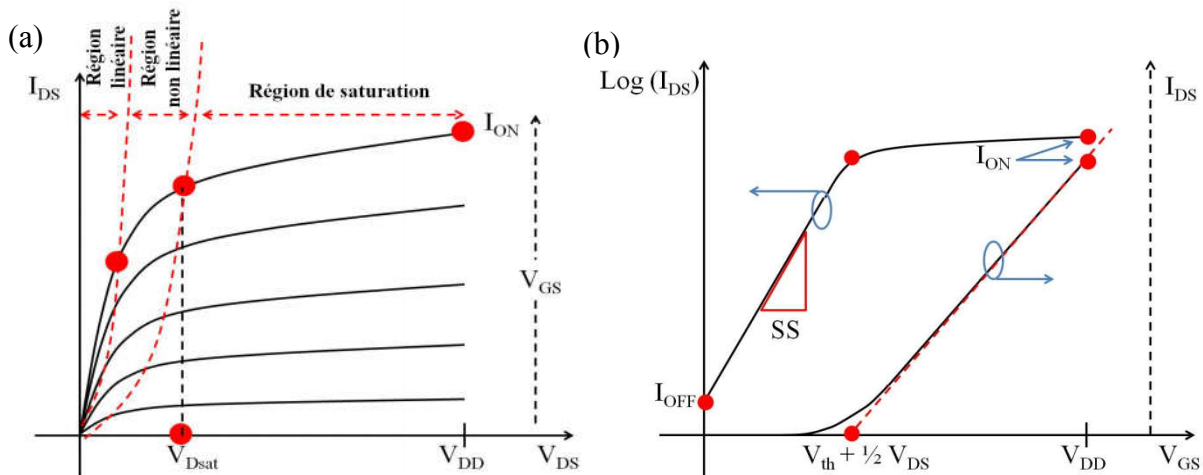 (a)
I_DS
Région
linéaire
Région
non linéaire
Région de saturation
I_ON
V_GS
V_Dsat
V_DD
V_DS
(b)
Log (I_DS)
I_DS
I_ON
SS
I_OFF
V_th + ½ V_DS
V_DD
V_GS